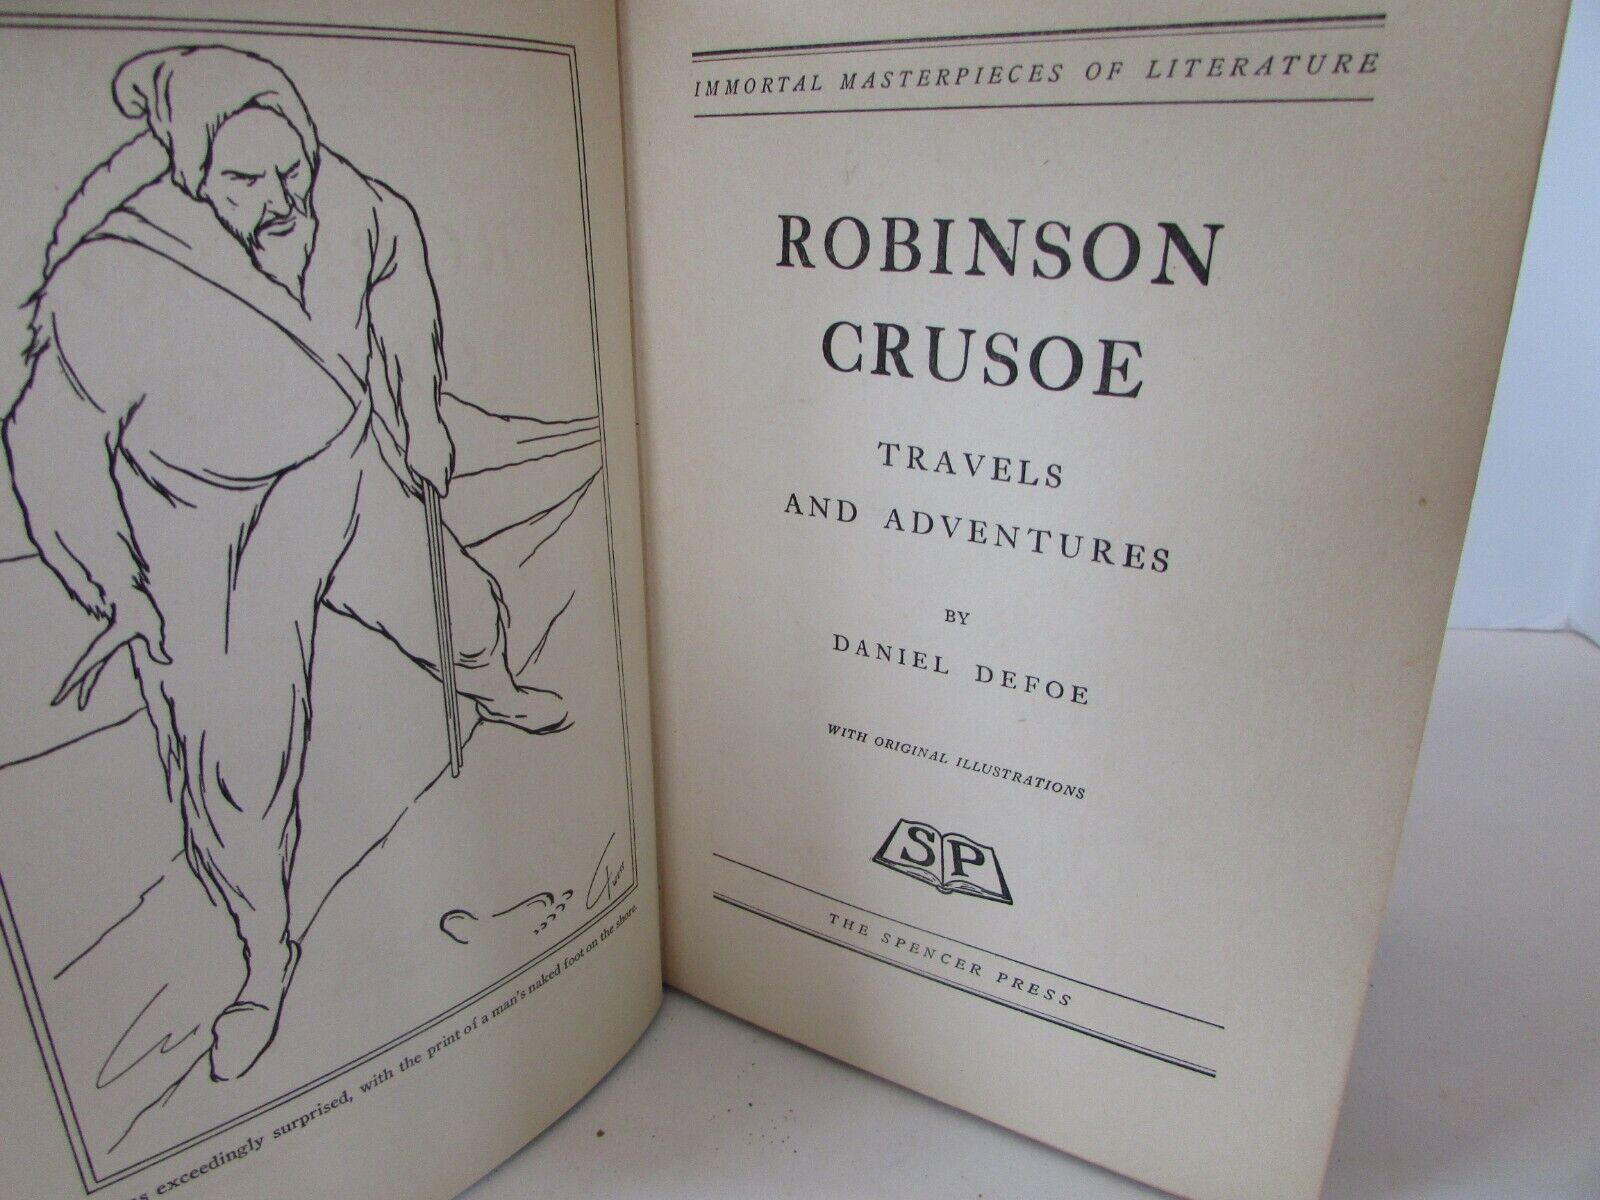 exceedingly surprised, with the print of a man's naked foot on the shore.
IMMORTAL MASTERPIECES OF LITERATURE
ROBINSON
CRUSOE
TRAVELS
AND ADVENTURES
BY
DANIEL DEFOE
WITH ORIGINAL ILLUSTRATIONS
SP
THE SPENCER PRESS